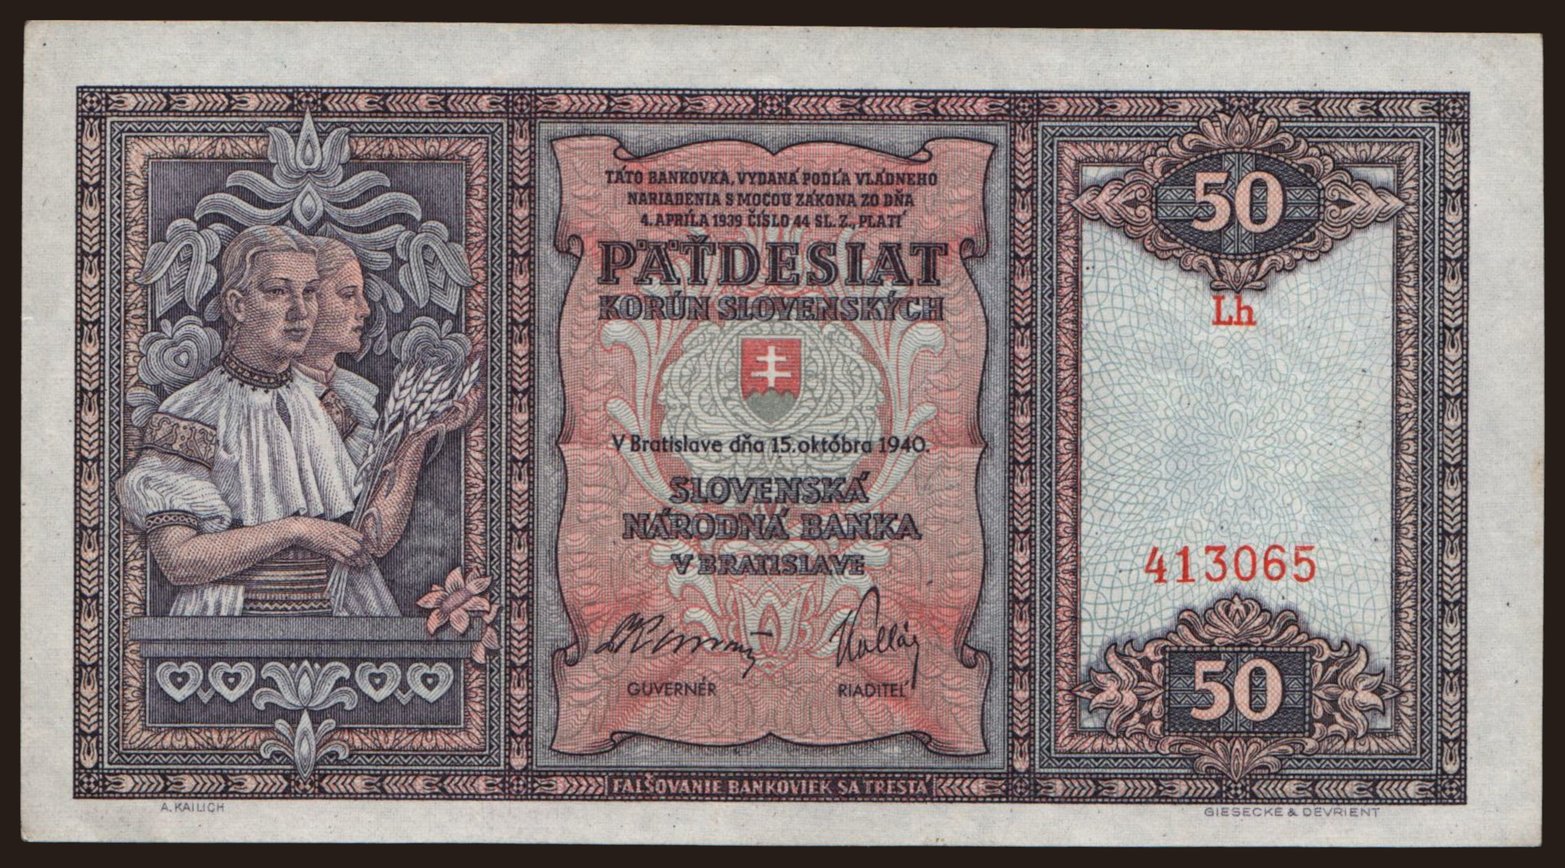 TÁTO BANKOVKA, VYDANÁ PODĽA VLÁDNEHO
NARIADENIA S MOCOU ZÁKONA ZO DŇA
4. APRÍLA 1939 ČÍSLO 44 SL. Z., PLATÍ
PÄŤDESIAT
KORÚN SLOVENSKÝCH
V Bratislave dňa 15. októbra 1940.
SLOVENSKÁ
NÁRODNÁ BANKA
V BRATISLAVE
GUVERNÉR
RIADITEĽ
FALŠOVANIE BANKOVIEK SA TRESTÁ
50
Lh
413065
50
A. KAILICH
GIESECKE & DEVRIENT